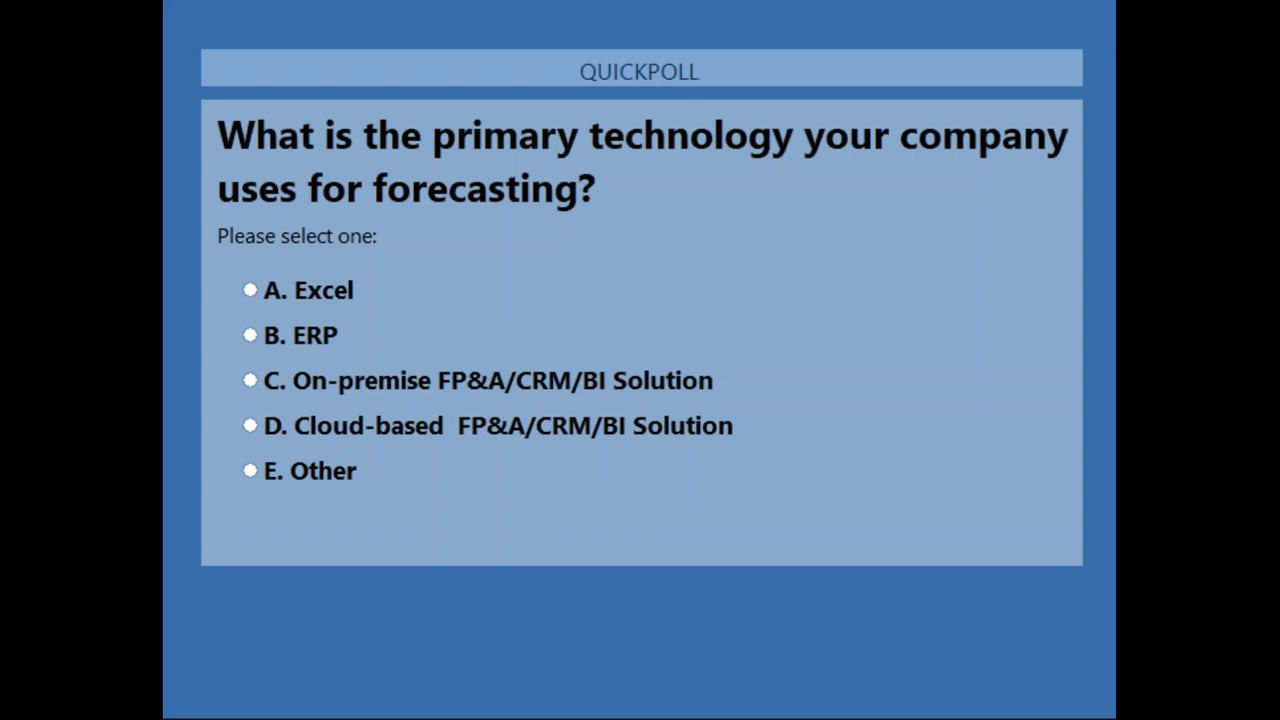 QUICKPOLL
What is the primary technology your company
uses for forecasting?
Please select one:
A. Excel
B. ERP
C. On-premise FP&A/CRM/BI Solution
D. Cloud-based  FP&A/CRM/BI Solution
E. Other